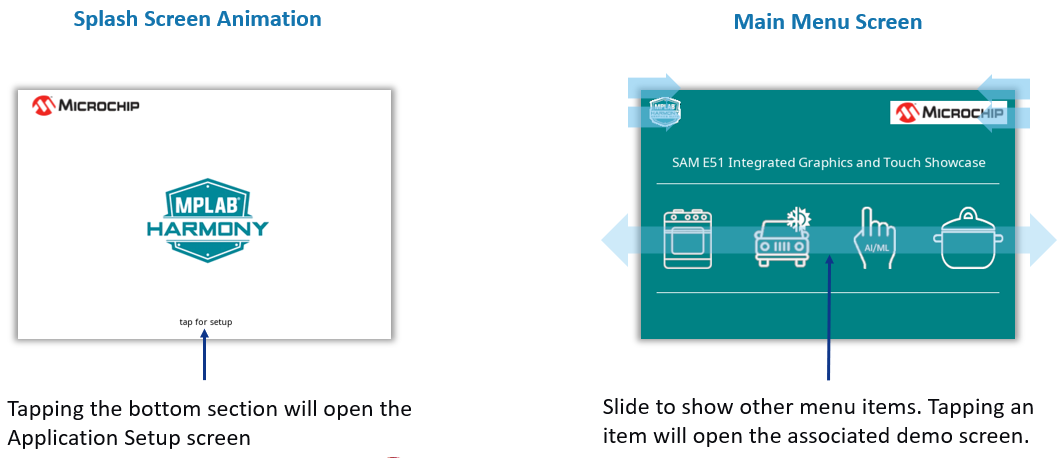 Splash Screen Animation
Main Menu Screen
MICROCHIP
MPLAB®
HARMONY
tap for setup
Tapping the bottom section will open the
Application Setup screen
MPLAB
HARMONY
MICROCHIP
SAM E51 Integrated Graphics and Touch Showcase
AI/ML
Slide to show other menu items. Tapping an
item will open the associated demo screen.